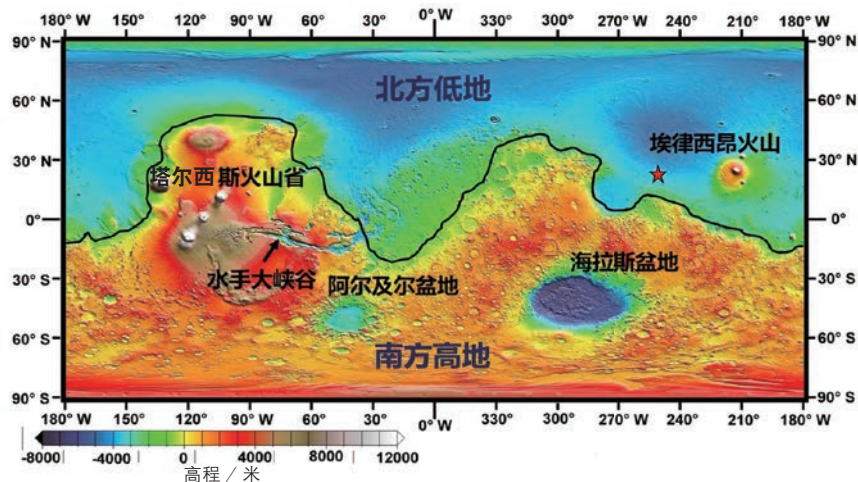 180° W 150° 120° 90° W 60° 30° 0° W 330° 300° 270° W 240° 210° 180° W
90° N 90° N
60° N 60° N
30° N 30° N
0° 0°
30° S 30° S
60° S 60° S
90° S 90° S
北方低地
埃律西昂火山
塔尔西斯火山省
水手大峡谷
阿尔及尔盆地
海拉斯盆地
南方高地
180° W 150° 120° 90° W 60° 30° 0° W 330° 300° 270° W 240° 210° 180° W
-8000 -4000 0 4000 8000 12000
高程 / 米